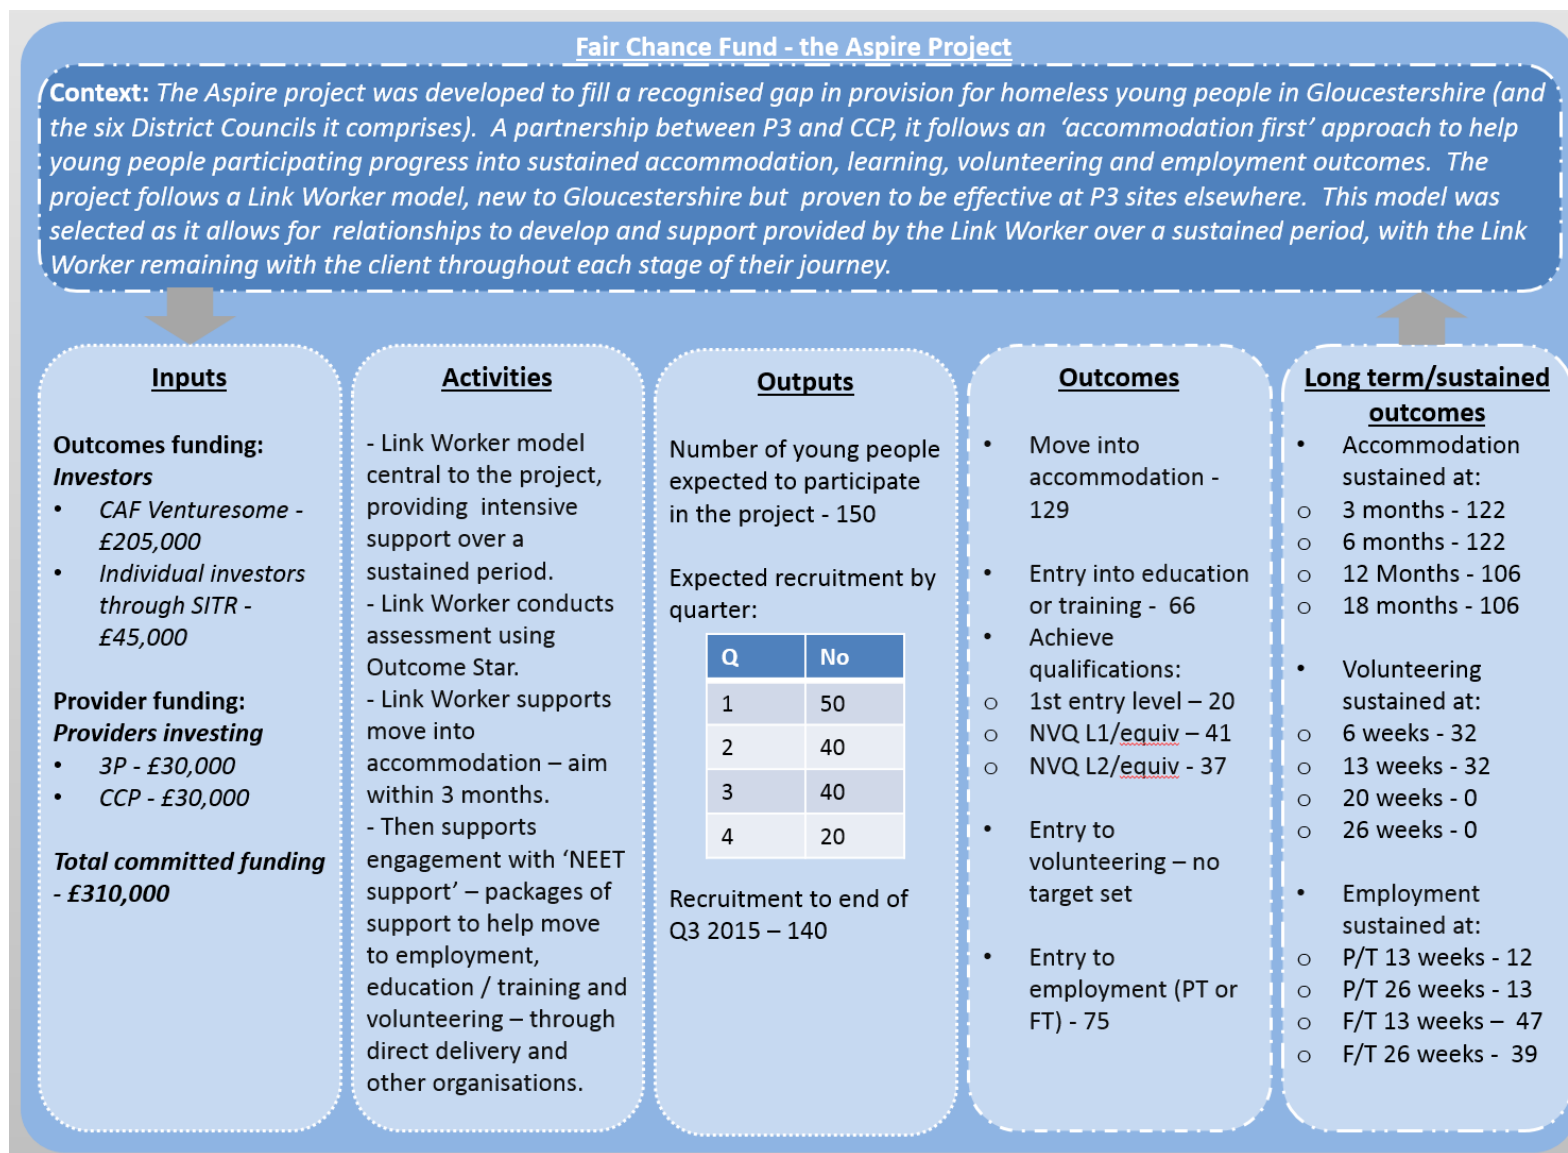 Fair Chance Fund - the Aspire Project
Context: The Aspire project was developed to fill a recognised gap in provision for homeless young people in Gloucestershire (and
the six District Councils it comprises). A partnership between P3 and CCP, it follows an ‘accommodation first’ approach to help
young people participating progress into sustained accommodation, learning, volunteering and employment outcomes. The
project follows a Link Worker model, new to Gloucestershire but proven to be effective at P3 sites elsewhere. This model was
selected as it allows for relationships to develop and support provided by the Link Worker over a sustained period, with the Link
Worker remaining with the client throughout each stage of their journey.
Inputs
Outcomes funding:
Investors
• CAF Venturesome -
£205,000
• Individual investors
through SITR -
£45,000
Provider funding:
Providers investing
• 3P - £30,000
• CCP - £30,000
Total committed funding
- £310,000
Activities
- Link Worker model
central to the project,
providing intensive
support over a
sustained period.
- Link Worker conducts
assessment using
Outcome Star.
- Link Worker supports
move into
accommodation – aim
within 3 months.
- Then supports
engagement with ‘NEET
support’ – packages of
support to help move
to employment,
education / training and
volunteering – through
direct delivery and
other organisations.
Outputs
Number of young people
expected to participate
in the project - 150
Expected recruitment by
quarter:
Q No
1 50
2 40
3 40
4 20
Recruitment to end of
Q3 2015 – 140
Outcomes
• Move into
accommodation -
129
• Entry into education
or training - 66
• Achieve
qualifications:
o 1st entry level – 20
o NVQ L1/equiv – 41
o NVQ L2/equiv - 37
• Entry to
volunteering – no
target set
• Entry to
employment (PT or
FT) - 75
Long term/sustained
outcomes
• Accommodation
sustained at:
o 3 months - 122
o 6 months - 122
o 12 Months - 106
o 18 months - 106
• Volunteering
sustained at:
o 6 weeks - 32
o 13 weeks - 32
o 20 weeks - 0
o 26 weeks - 0
• Employment
sustained at:
o P/T 13 weeks - 12
o P/T 26 weeks - 13
o F/T 13 weeks – 47
o F/T 26 weeks - 39